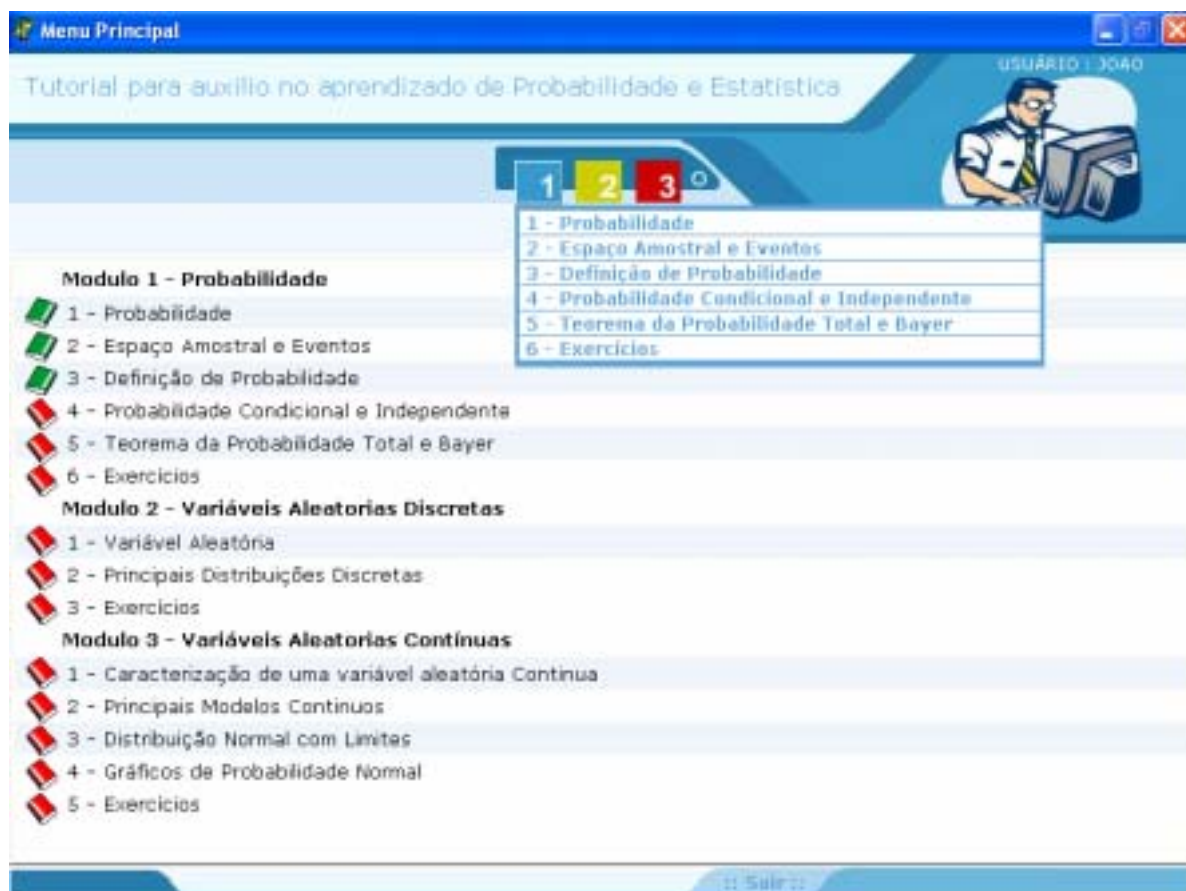 Menu Principal
USUÁRIO : JOAO
Tutorial para auxilio no aprendizado de Probabilidade e Estatística
1 2 3
1 - Probabilidade
2 - Espaço Amostral e Eventos
3 - Definição de Probabilidade
4 - Probabilidade Condicional e Independente
5 - Teorema da Probabilidade Total e Bayer
6 - Exercícios
Modulo 1 - Probabilidade
1 - Probabilidade
2 - Espaço Amostral e Eventos
3 - Definição de Probabilidade
4 - Probabilidade Condicional e Independente
5 - Teorema da Probabilidade Total e Bayer
6 - Exercícios
Modulo 2 - Variáveis Aleatorias Discretas
1 - Variável Aleatória
2 - Principais Distribuições Discretas
3 - Exercícios
Modulo 3 - Variáveis Aleatorias Contínuas
1 - Caracterização de uma variável aleatória Continua
2 - Principais Modelos Continuos
3 - Distribuição Normal com Limites
4 - Gráficos de Probabilidade Normal
5 - Exercícios
:: Sair ::